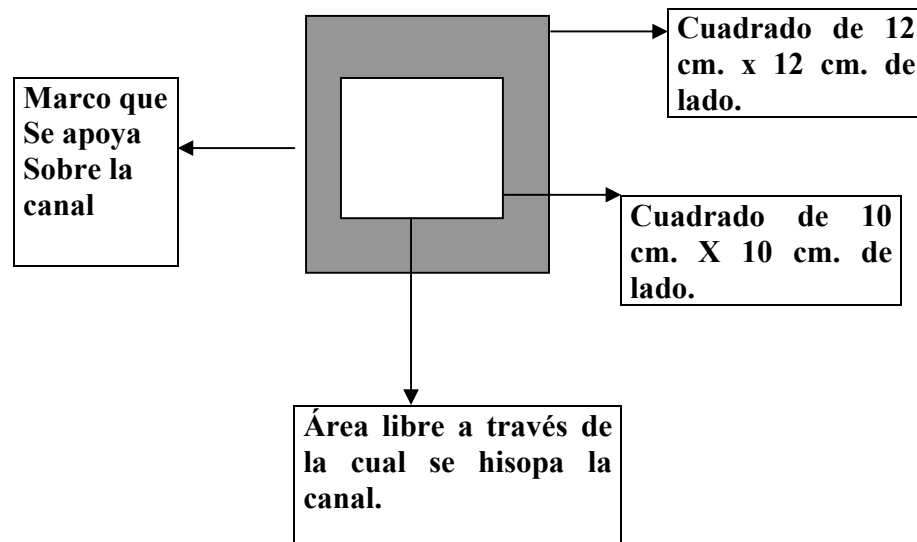 Cuadrado de 12
cm. x 12 cm. de
lado.
Marco que
Se apoya
Sobre la
canal
Cuadrado de 10
cm. X 10 cm. de
lado.
Área libre a través de
la cual se hisopa la
canal.